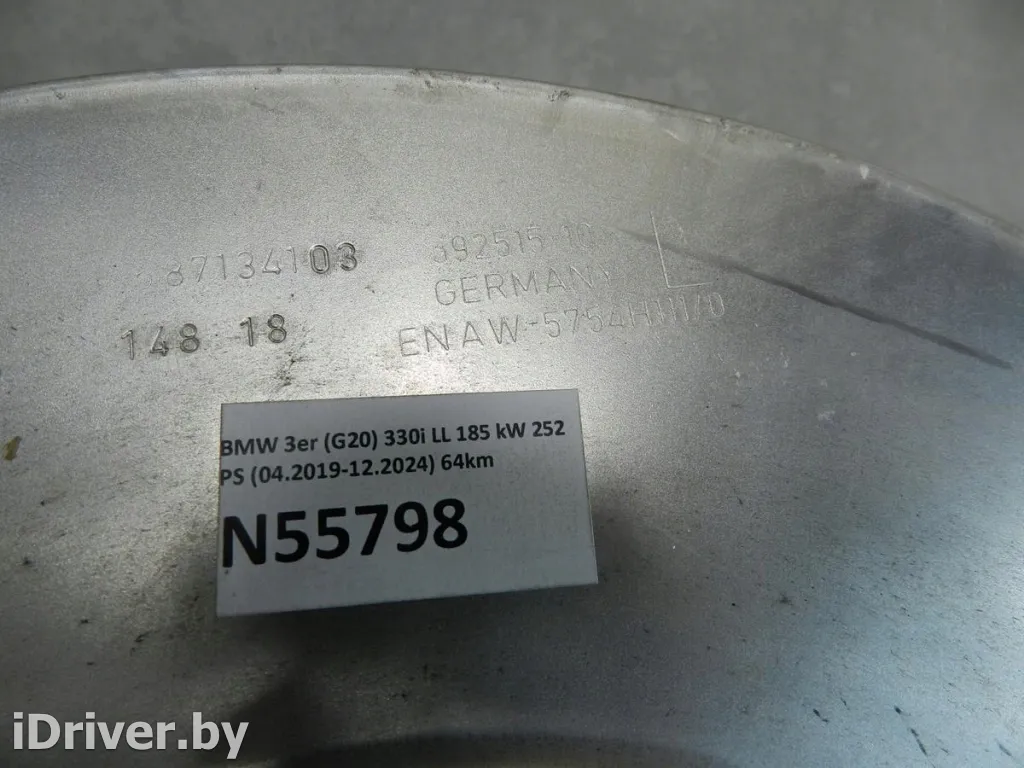 87134103
GERMANY L
148 18
EN AW-5754H111/D
BMW 3er (G20) 330i LL 185 kW 252
PS (04.2019-12.2024) 64km
N55798
iDriver.by